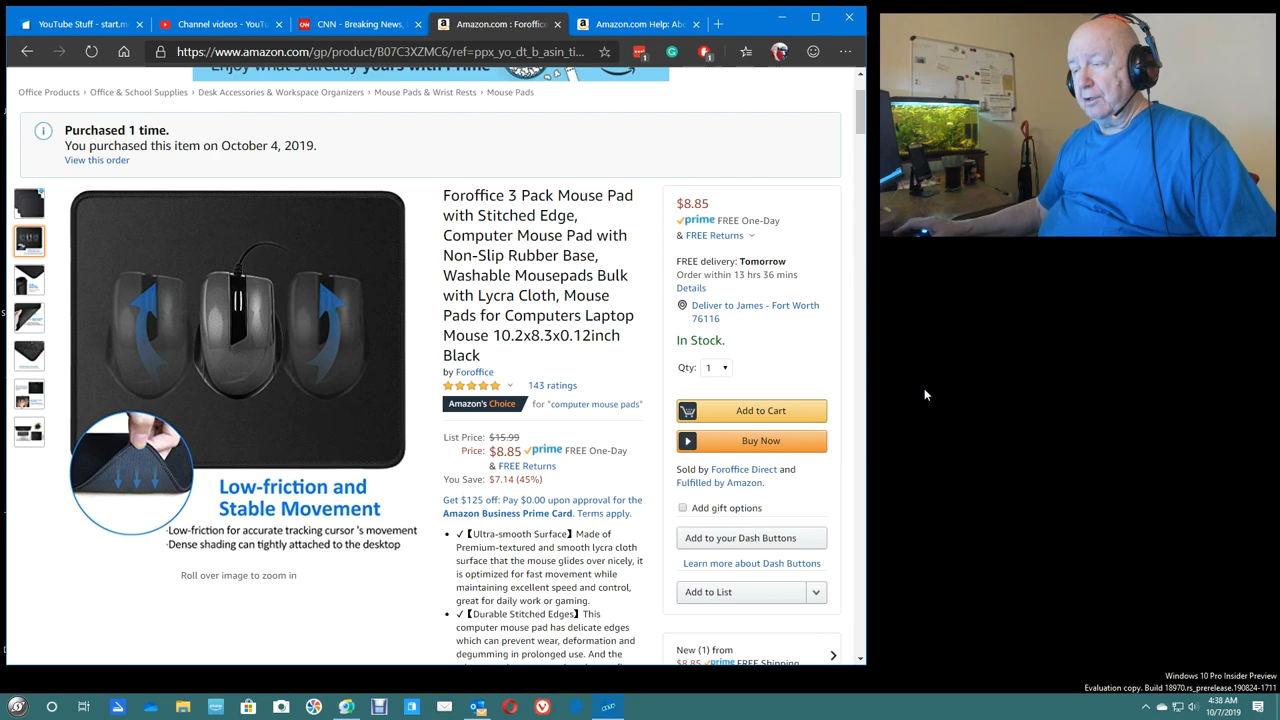 YouTube Stuff - start.m
Channel videos - YouTu
CNN - Breaking News, L
Amazon.com : Foroffice
Amazon.com Help: Abo
https://www.amazon.com/gp/product/B07C3XZMC6/ref=ppx_yo_dt_b_asin_ti...
Enjoy what's already yours with Prime
Office Products › Office & School Supplies › Desk Accessories & Workspace Organizers › Mouse Pads & Wrist Rests › Mouse Pads
Purchased 1 time.
You purchased this item on October 4, 2019.
View this order
Low-friction and
Stable Movement
·Low-friction for accurate tracking cursor 's movement
·Dense shading can tightly attached to the desktop
Roll over image to zoom in
Foroffice 3 Pack Mouse Pad
with Stitched Edge,
Computer Mouse Pad with
Non-Slip Rubber Base,
Washable Mousepads Bulk
with Lycra Cloth, Mouse
Pads for Computers Laptop
Mouse 10.2x8.3x0.12inch
Black
by Foroffice
143 ratings
Amazon's Choice for "computer mouse pads"
List Price: $15.99
Price: $8.85 prime FREE One-Day
& FREE Returns
You Save: $7.14 (45%)
Get $125 off: Pay $0.00 upon approval for the
Amazon Business Prime Card. Terms apply.
• ✓【Ultra-smooth Surface】Made of
Premium-textured and smooth lycra cloth
surface that the mouse glides over nicely, it
is optimized for fast movement while
maintaining excellent speed and control,
great for daily work or gaming.
• ✓【Durable Stitched Edges】This
computer mouse pad has delicate edges
which can prevent wear, deformation and
degumming in prolonged use. And the
$8.85
prime FREE One-Day
& FREE Returns
FREE delivery: Tomorrow
Order within 13 hrs 36 mins
Details
Deliver to James - Fort Worth
76116
In Stock.
Qty: 1
Add to Cart
Buy Now
Sold by Foroffice Direct and
Fulfilled by Amazon.
Add gift options
Add to your Dash Buttons
Learn more about Dash Buttons
Add to List
New (1) from
$8.85 prime FREE Shipping
Windows 10 Pro Insider Preview
Evaluation copy. Build 18970.rs_prerelease.190824-1711
4:38 AM
10/7/2019